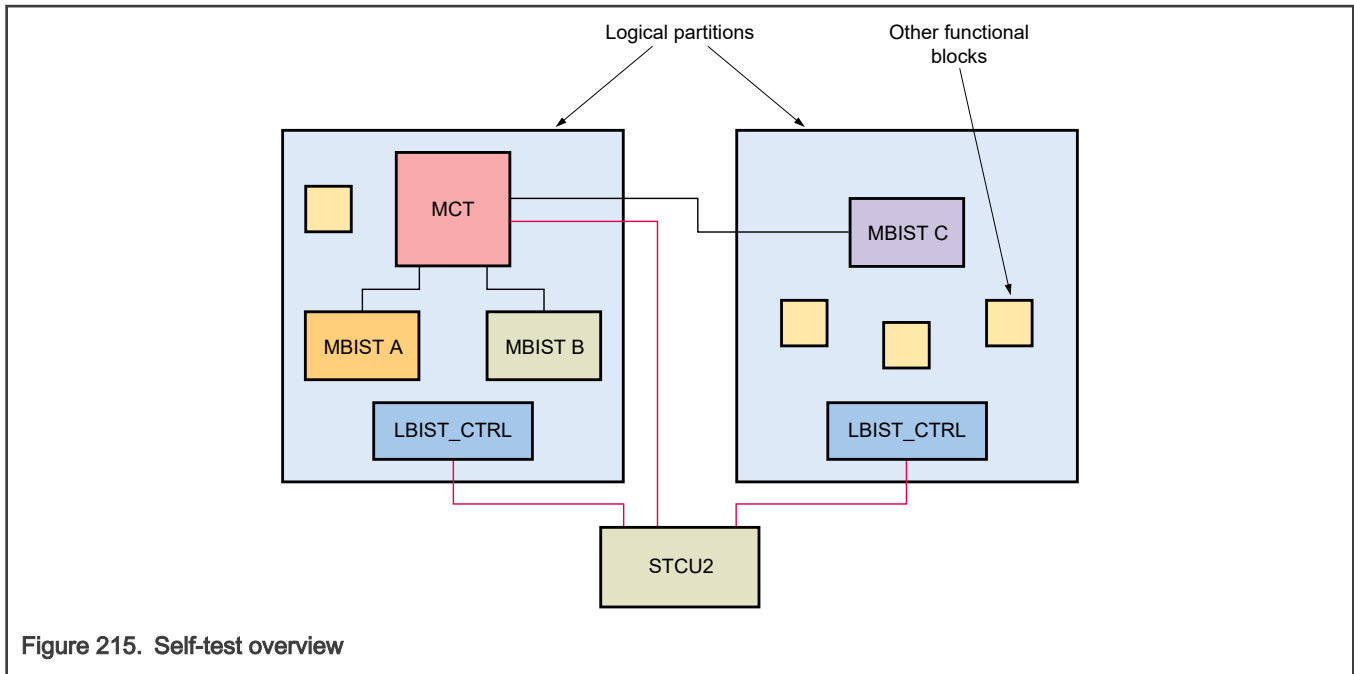 Logical partitions
Other functional
blocks
MCT
MBIST C
MBIST A
MBIST B
LBIST_CTRL
LBIST_CTRL
STCU2
Figure 215. Self-test overview